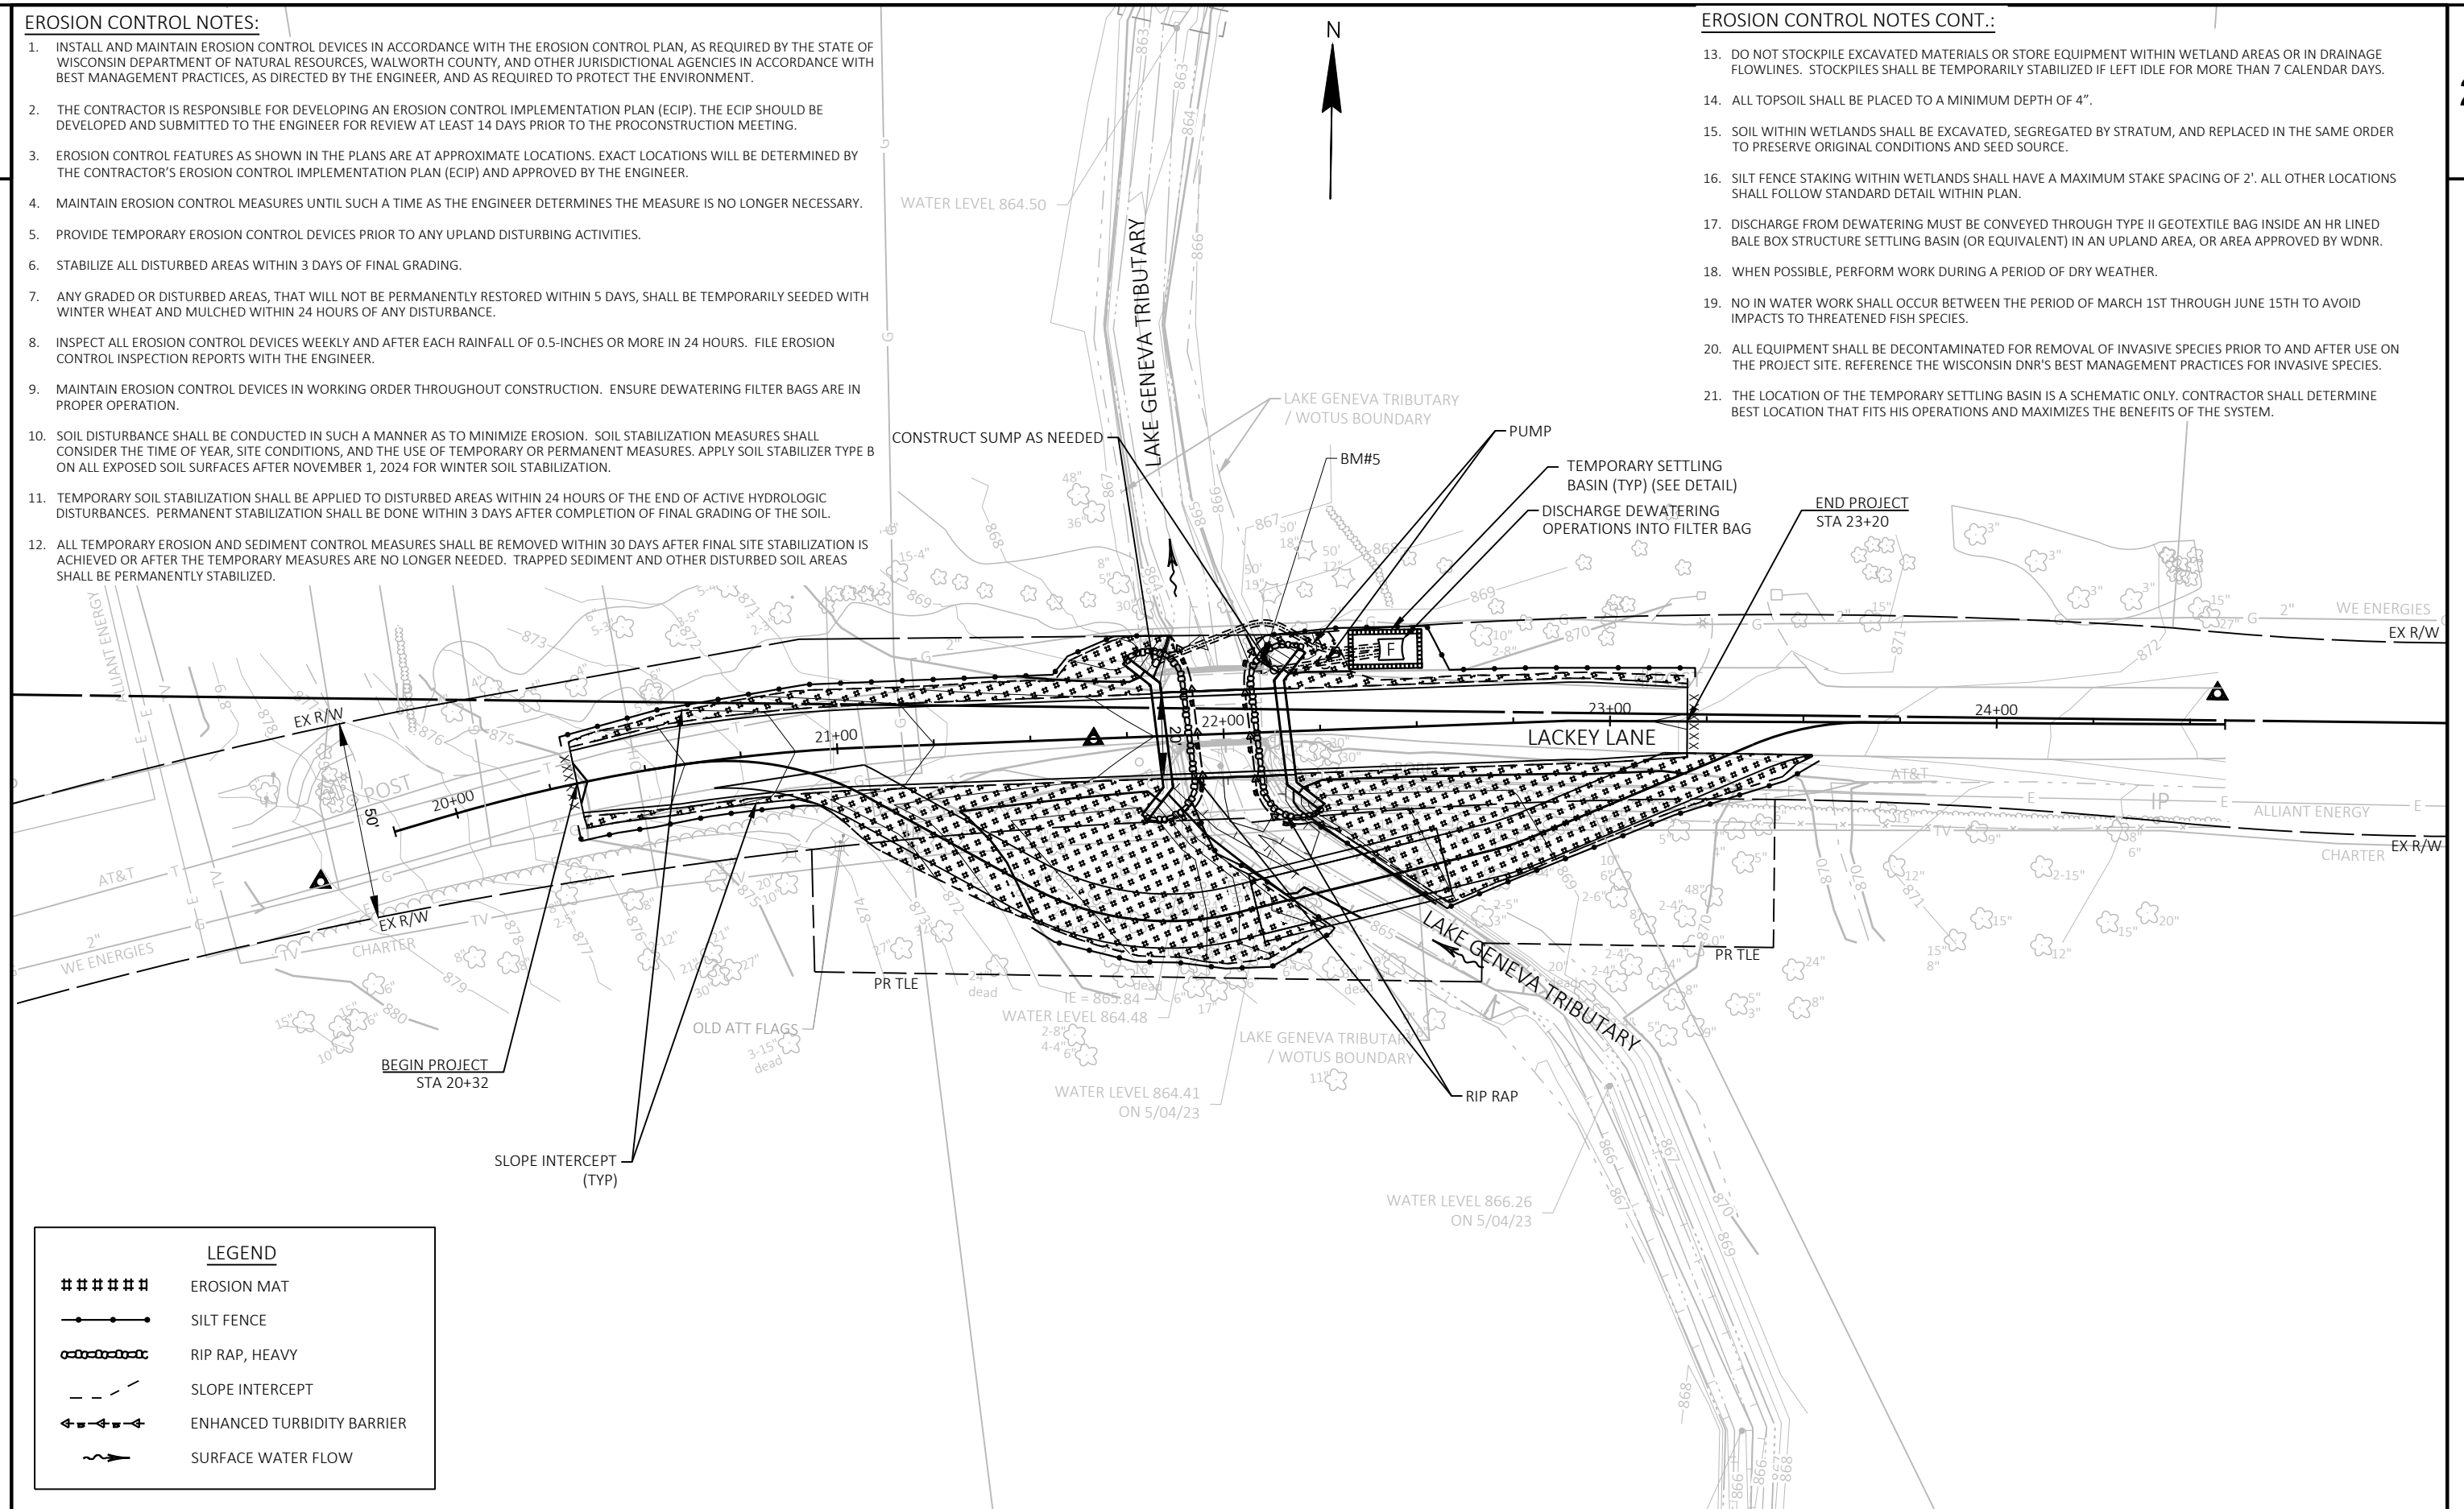 EROSION CONTROL NOTES:
1. INSTALL AND MAINTAIN EROSION CONTROL DEVICES IN ACCORDANCE WITH THE EROSION CONTROL PLAN, AS REQUIRED BY THE STATE OF
WISCONSIN DEPARTMENT OF NATURAL RESOURCES, WALWORTH COUNTY, AND OTHER JURISDICTIONAL AGENCIES IN ACCORDANCE WITH
BEST MANAGEMENT PRACTICES, AS DIRECTED BY THE ENGINEER, AND AS REQUIRED TO PROTECT THE ENVIRONMENT.
2. THE CONTRACTOR IS RESPONSIBLE FOR DEVELOPING AN EROSION CONTROL IMPLEMENTATION PLAN (ECIP). THE ECIP SHOULD BE
DEVELOPED AND SUBMITTED TO THE ENGINEER FOR REVIEW AT LEAST 14 DAYS PRIOR TO THE PROCONSTRUCTION MEETING.
3. EROSION CONTROL FEATURES AS SHOWN IN THE PLANS ARE AT APPROXIMATE LOCATIONS. EXACT LOCATIONS WILL BE DETERMINED BY
THE CONTRACTOR'S EROSION CONTROL IMPLEMENTATION PLAN (ECIP) AND APPROVED BY THE ENGINEER.
4. MAINTAIN EROSION CONTROL MEASURES UNTIL SUCH A TIME AS THE ENGINEER DETERMINES THE MEASURE IS NO LONGER NECESSARY.
5. PROVIDE TEMPORARY EROSION CONTROL DEVICES PRIOR TO ANY UPLAND DISTURBING ACTIVITIES.
6. STABILIZE ALL DISTURBED AREAS WITHIN 3 DAYS OF FINAL GRADING.
7. ANY GRADED OR DISTURBED AREAS, THAT WILL NOT BE PERMANENTLY RESTORED WITHIN 5 DAYS, SHALL BE TEMPORARILY SEEDED WITH
WINTER WHEAT AND MULCHED WITHIN 24 HOURS OF ANY DISTURBANCE.
8. INSPECT ALL EROSION CONTROL DEVICES WEEKLY AND AFTER EACH RAINFALL OF 0.5-INCHES OR MORE IN 24 HOURS. FILE EROSION
CONTROL INSPECTION REPORTS WITH THE ENGINEER.
9. MAINTAIN EROSION CONTROL DEVICES IN WORKING ORDER THROUGHOUT CONSTRUCTION. ENSURE DEWATERING FILTER BAGS ARE IN
PROPER OPERATION.
10. SOIL DISTURBANCE SHALL BE CONDUCTED IN SUCH A MANNER AS TO MINIMIZE EROSION. SOIL STABILIZATION MEASURES SHALL
CONSIDER THE TIME OF YEAR, SITE CONDITIONS, AND THE USE OF TEMPORARY OR PERMANENT MEASURES. APPLY SOIL STABILIZER TYPE B
ON ALL EXPOSED SOIL SURFACES AFTER NOVEMBER 1, 2024 FOR WINTER SOIL STABILIZATION.
11. TEMPORARY SOIL STABILIZATION SHALL BE APPLIED TO DISTURBED AREAS WITHIN 24 HOURS OF THE END OF ACTIVE HYDROLOGIC
DISTURBANCES. PERMANENT STABILIZATION SHALL BE DONE WITHIN 3 DAYS AFTER COMPLETION OF FINAL GRADING OF THE SOIL.
12. ALL TEMPORARY EROSION AND SEDIMENT CONTROL MEASURES SHALL BE REMOVED WITHIN 30 DAYS AFTER FINAL SITE STABILIZATION IS
ACHIEVED OR AFTER THE TEMPORARY MEASURES ARE NO LONGER NEEDED. TRAPPED SEDIMENT AND OTHER DISTURBED SOIL AREAS
SHALL BE PERMANENTLY STABILIZED.
EROSION CONTROL NOTES CONT.:
13. DO NOT STOCKPILE EXCAVATED MATERIALS OR STORE EQUIPMENT WITHIN WETLAND AREAS OR IN DRAINAGE
FLOWLINES. STOCKPILES SHALL BE TEMPORARILY STABILIZED IF LEFT IDLE FOR MORE THAN 7 CALENDAR DAYS.
14. ALL TOPSOIL SHALL BE PLACED TO A MINIMUM DEPTH OF 4".
15. SOIL WITHIN WETLANDS SHALL BE EXCAVATED, SEGREGATED BY STRATUM, AND REPLACED IN THE SAME ORDER
TO PRESERVE ORIGINAL CONDITIONS AND SEED SOURCE.
16. SILT FENCE STAKING WITHIN WETLANDS SHALL HAVE A MAXIMUM STAKE SPACING OF 2'. ALL OTHER LOCATIONS
SHALL FOLLOW STANDARD DETAIL WITHIN PLAN.
17. DISCHARGE FROM DEWATERING MUST BE CONVEYED THROUGH TYPE II GEOTEXTILE BAG INSIDE AN HR LINED
BALE BOX STRUCTURE SETTLING BASIN (OR EQUIVALENT) IN AN UPLAND AREA, OR AREA APPROVED BY WDNR.
18. WHEN POSSIBLE, PERFORM WORK DURING A PERIOD OF DRY WEATHER.
19. NO IN WATER WORK SHALL OCCUR BETWEEN THE PERIOD OF MARCH 1ST THROUGH JUNE 15TH TO AVOID
IMPACTS TO THREATENED FISH SPECIES.
20. ALL EQUIPMENT SHALL BE DECONTAMINATED FOR REMOVAL OF INVASIVE SPECIES PRIOR TO AND AFTER USE ON
THE PROJECT SITE. REFERENCE THE WISCONSIN DNR'S BEST MANAGEMENT PRACTICES FOR INVASIVE SPECIES.
21. THE LOCATION OF THE TEMPORARY SETTLING BASIN IS A SCHEMATIC ONLY. CONTRACTOR SHALL DETERMINE
BEST LOCATION THAT FITS HIS OPERATIONS AND MAXIMIZES THE BENEFITS OF THE SYSTEM.
N
WATER LEVEL 864.50
LAKE GENEVA TRIBUTARY
LAKE GENEVA TRIBUTARY
/ WOTUS BOUNDARY
CONSTRUCT SUMP AS NEEDED
PUMP
BM#5
TEMPORARY SETTLING
BASIN (TYP) (SEE DETAIL)
DISCHARGE DEWATERING
OPERATIONS INTO FILTER BAG
END PROJECT
STA 23+20
ALLIANT ENERGY
WE ENERGIES
EX R/W
F
EX R/W
20+00
21+00
22+00
23+00
24+00
LACKEY LANE
50'
20'
POST
AT&T
IP
ALLIANT ENERGY
EX R/W
CHARTER
AT&T
EX R/W
CHARTER
WE ENERGIES
PR TLE
PR TLE
OLD ATT FLAGS
IE = 865.84
WATER LEVEL 864.48
LAKE GENEVA TRIBUTARY
LAKE GENEVA TRIBUTARY
/ WOTUS BOUNDARY
BEGIN PROJECT
STA 20+32
WATER LEVEL 864.41
ON 5/04/23
RIP RAP
SLOPE INTERCEPT
(TYP)
WATER LEVEL 866.26
ON 5/04/23
LEGEND
EROSION MAT
SILT FENCE
RIP RAP, HEAVY
SLOPE INTERCEPT
ENHANCED TURBIDITY BARRIER
SURFACE WATER FLOW